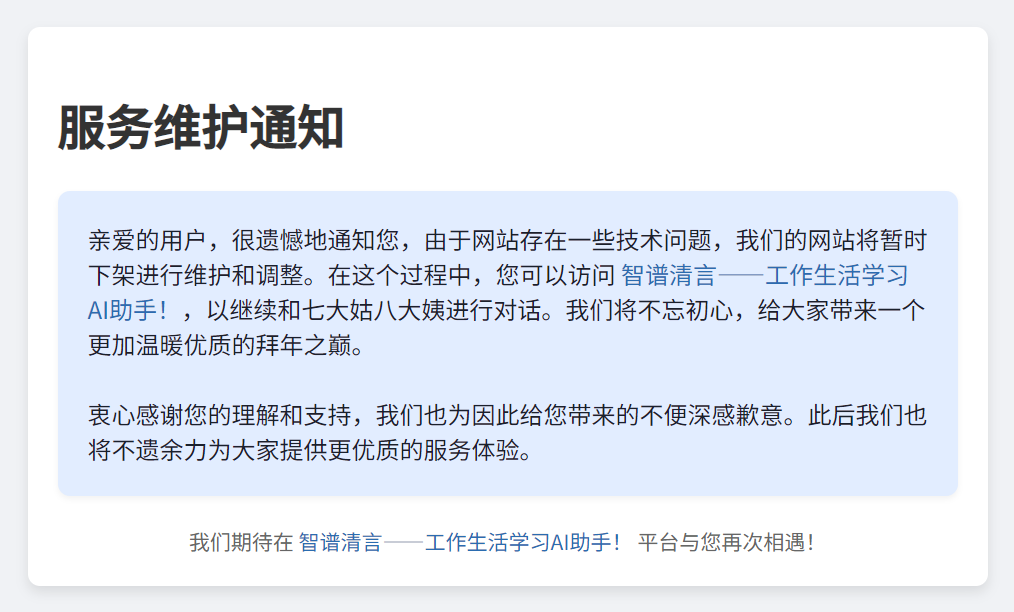 服务维护通知
亲爱的用户，很遗憾地通知您，由于网站存在一些技术问题，我们的网站将暂时
下架进行维护和调整。在这个过程中，您可以访问 智谱清言——工作生活学习
AI助手！，以继续和七大姑八大姨进行对话。我们将不忘初心，给大家带来一个
更加温暖优质的拜年之巅。
衷心感谢您的理解和支持，我们也为因此给您带来的不便深感歉意。此后我们也
将不遗余力为大家提供更优质的服务体验。
我们期待在 智谱清言——工作生活学习AI助手！ 平台与您再次相遇！